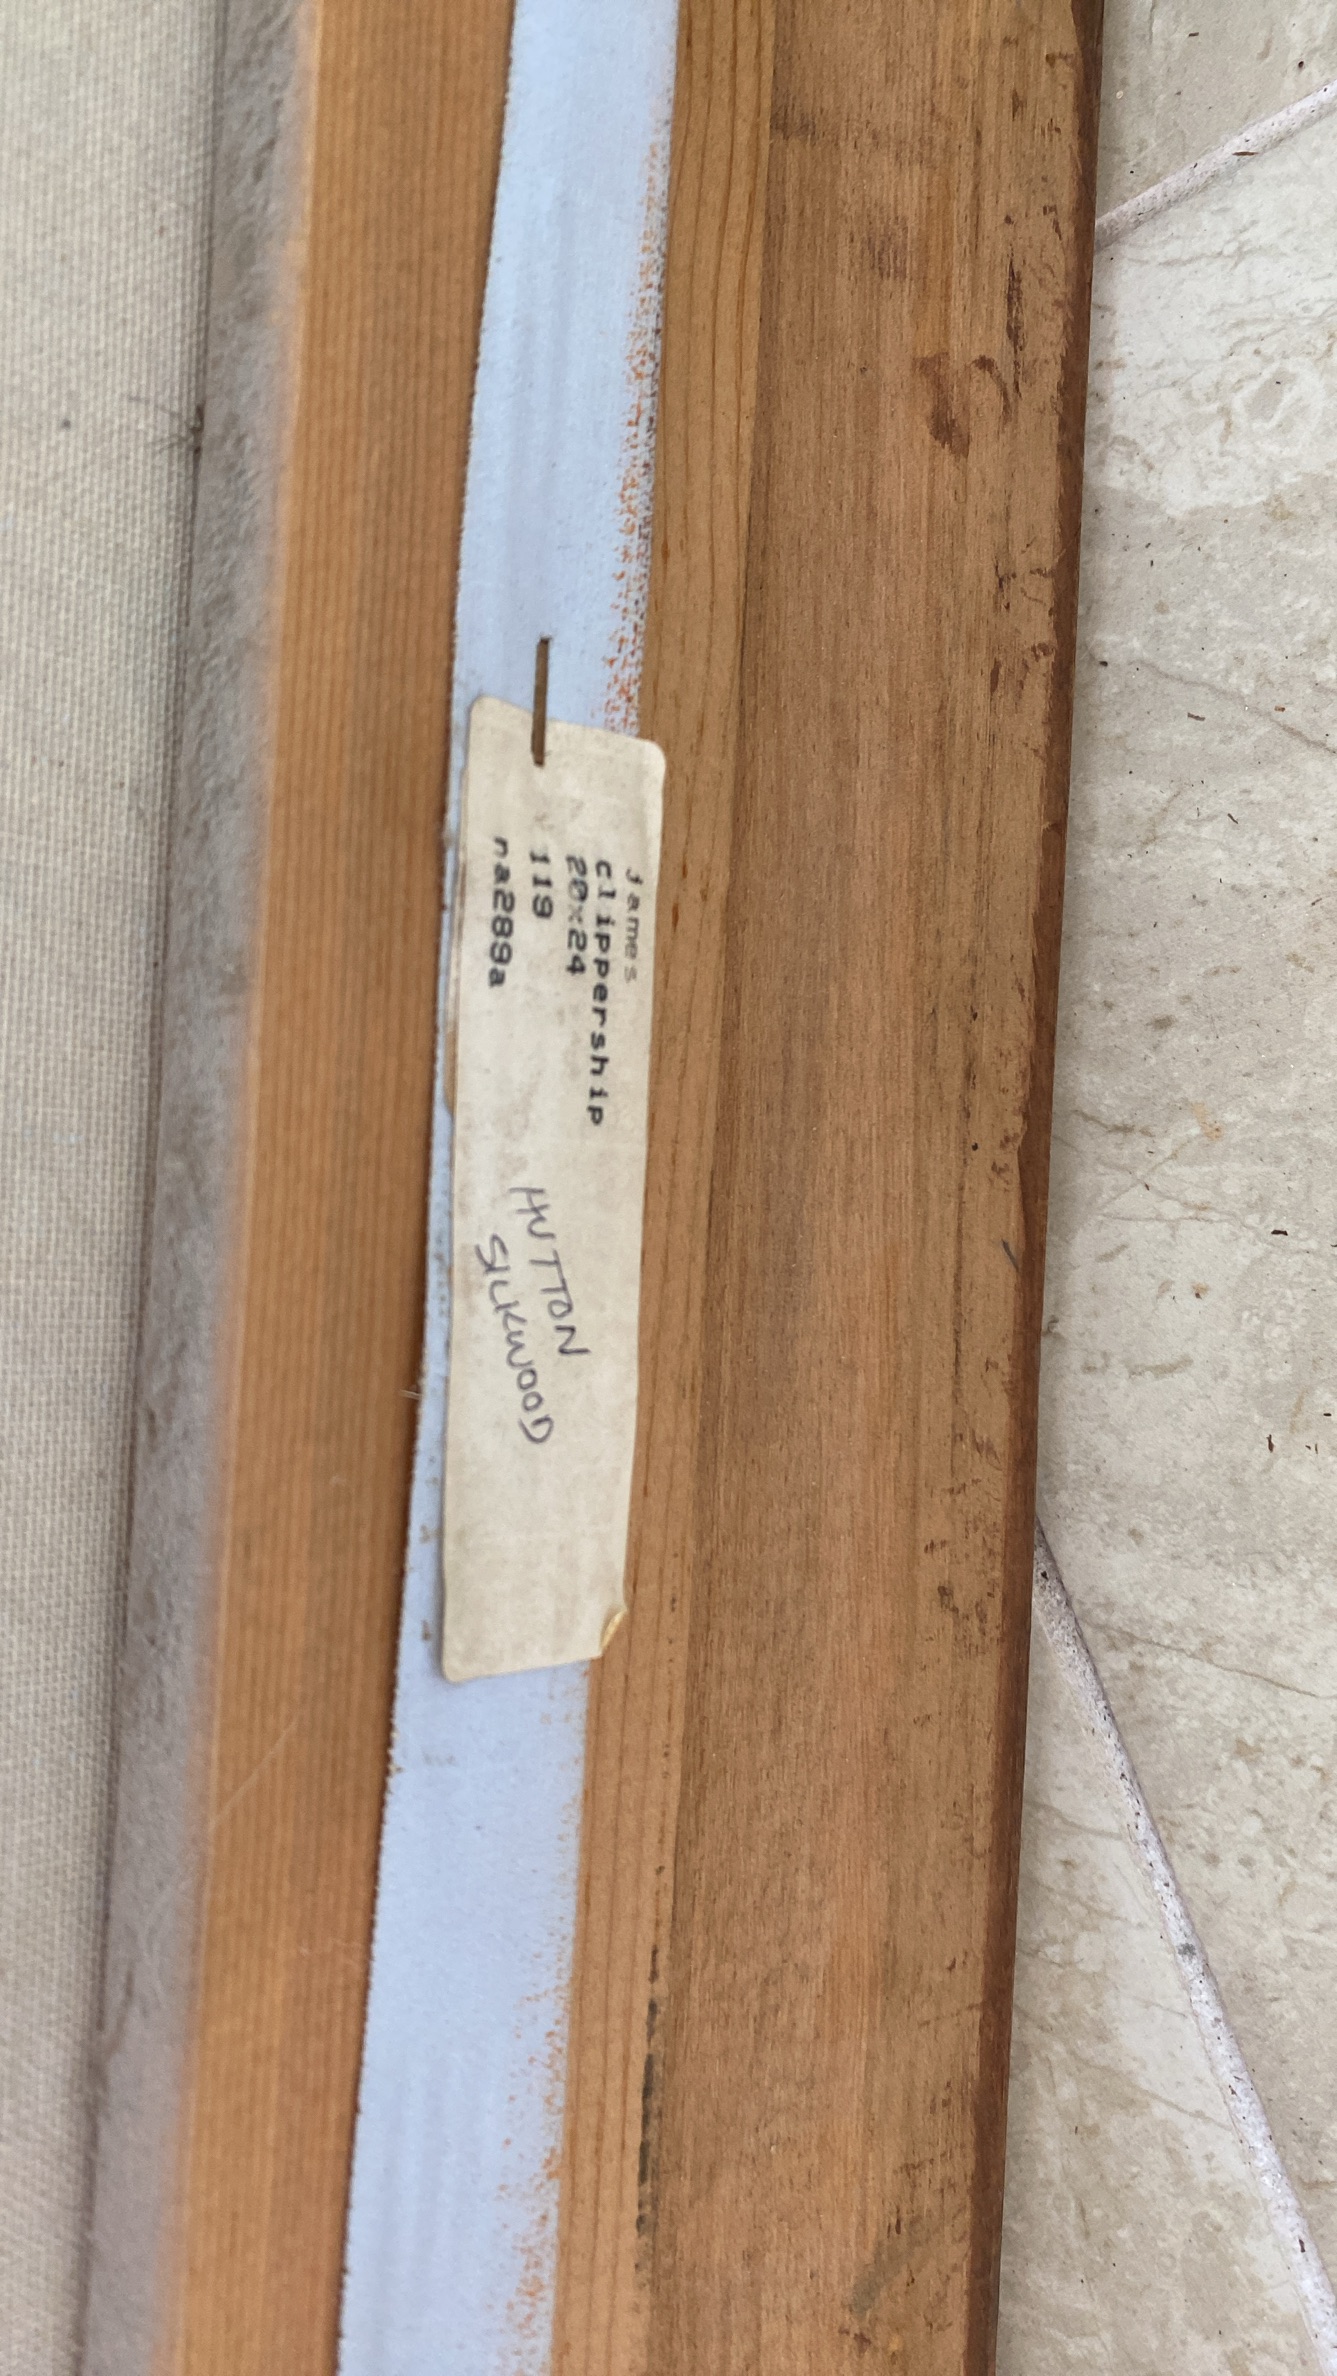 James
clippership
20x24
119
na289a
HUTTON
SILKWOOD